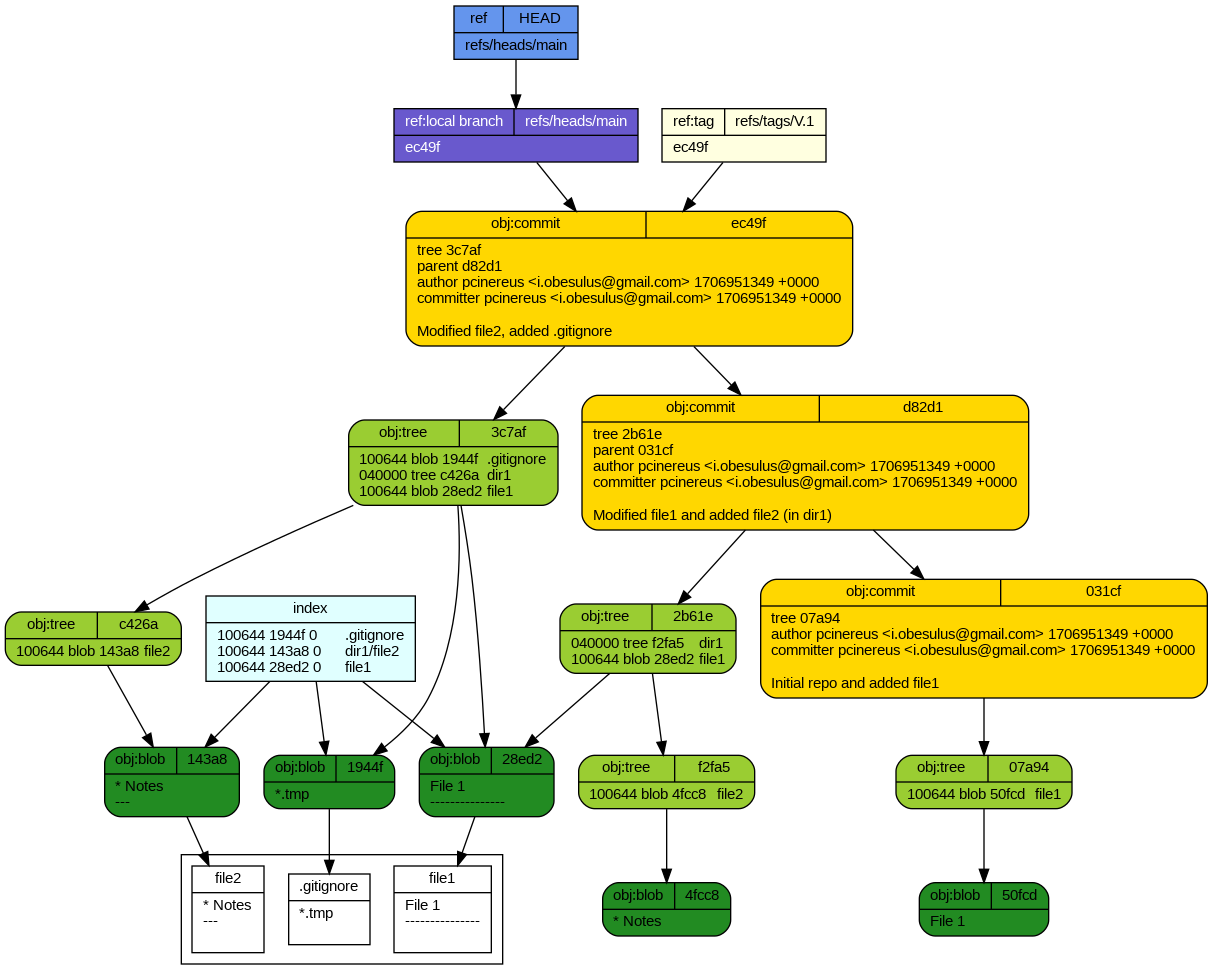 ref HEAD
refs/heads/main
ref:local branch refs/heads/main
ec49f
ref:tag refs/tags/V.1
ec49f
obj:commit ec49f
tree 3c7af
parent d82d1
author pcinereus <i.obesulus@gmail.com> 1706951349 +0000
committer pcinereus <i.obesulus@gmail.com> 1706951349 +0000
Modified file2, added .gitignore
obj:tree 3c7af
100644 blob 1944f .gitignore
040000 tree c426a dir1
100644 blob 28ed2 file1
obj:commit d82d1
tree 2b61e
parent 031cf
author pcinereus <i.obesulus@gmail.com> 1706951349 +0000
committer pcinereus <i.obesulus@gmail.com> 1706951349 +0000
Modified file1 and added file2 (in dir1)
obj:tree c426a
100644 blob 143a8 file2
index
100644 1944f 0 .gitignore
100644 143a8 0 dir1/file2
100644 28ed2 0 file1
obj:tree 2b61e
040000 tree f2fa5 dir1
100644 blob 28ed2 file1
obj:commit 031cf
tree 07a94
author pcinereus <i.obesulus@gmail.com> 1706951349 +0000
committer pcinereus <i.obesulus@gmail.com> 1706951349 +0000
Initial repo and added file1
obj:blob 143a8
* Notes
---
obj:blob 1944f
*.tmp
obj:blob 28ed2
File 1
---------------
obj:tree f2fa5
100644 blob 4fcc8 file2
obj:tree 07a94
100644 blob 50fcd file1
file2
* Notes
---
.gitignore
*.tmp
file1
File 1
---------------
obj:blob 4fcc8
* Notes
obj:blob 50fcd
File 1